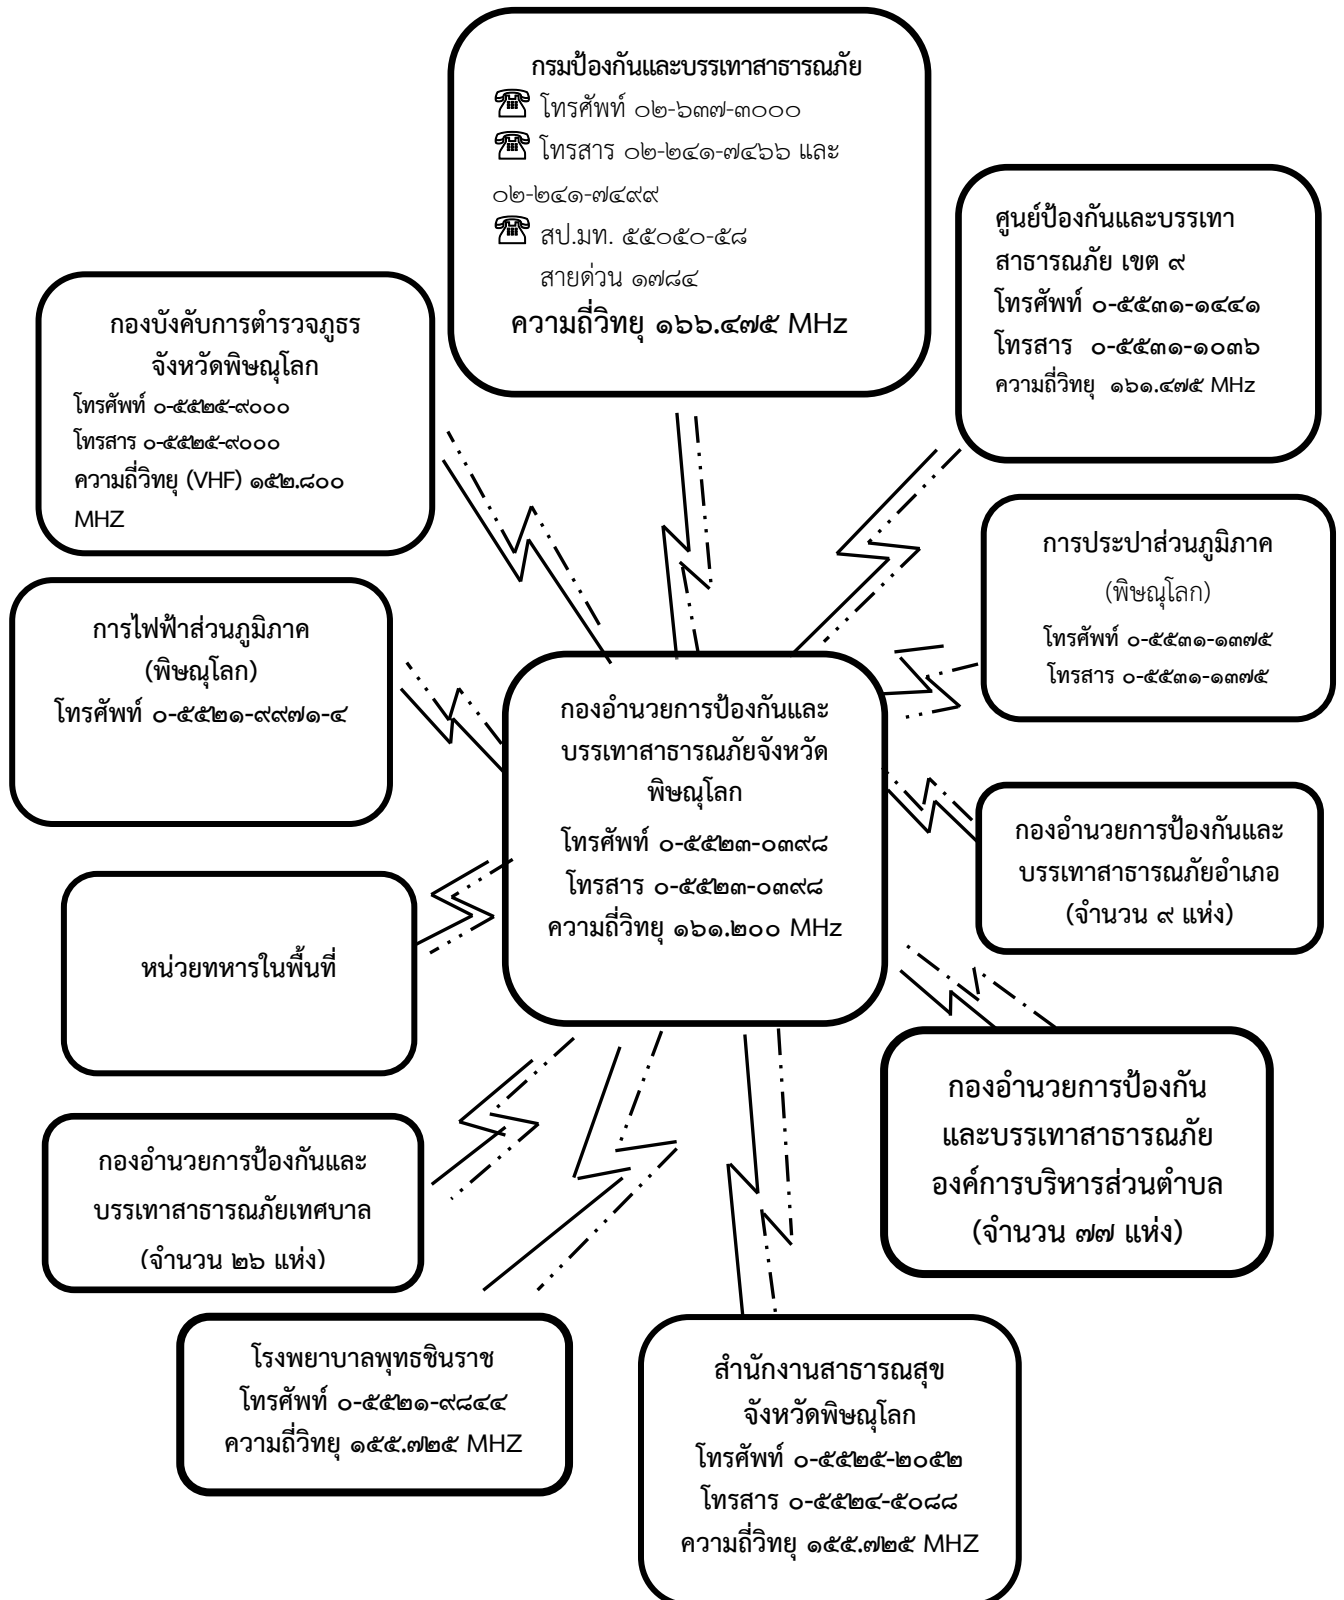 กรมป้องกันและบรรเทาสาธารณภัย
โทรศัพท์ ๐๒-๖๓๗-๓๐๐๐
โทรสาร ๐๒-๒๔๑-๗๔๖๖ และ
๐๒-๒๔๑-๗๔๙๙
สป.มท. ๕๕๐๕๐-๕๘
สายด่วน ๑๗๘๔
ความถี่วิทยุ ๑๖๖.๔๗๕ MHz
ศูนย์ป้องกันและบรรเทา
สาธารณภัย เขต ๙
โทรศัพท์ ๐-๕๕๓๑-๑๔๔๑
โทรสาร ๐-๕๕๓๑-๑๐๓๖
ความถี่วิทยุ ๑๖๑.๔๗๕ MHz
กองบังคับการตำรวจภูธร
จังหวัดพิษณุโลก
โทรศัพท์ ๐-๕๕๒๕-๙๐๐๐
โทรสาร ๐-๕๕๒๕-๙๐๐๐
ความถี่วิทยุ (VHF) ๑๕๒.๘๐๐
MHZ
การประปาส่วนภูมิภาค
(พิษณุโลก)
โทรศัพท์ ๐-๕๕๓๑-๑๓๗๕
โทรสาร ๐-๕๕๓๑-๑๓๗๕
การไฟฟ้าส่วนภูมิภาค
(พิษณุโลก)
โทรศัพท์ ๐-๕๕๒๑-๙๙๗๑-๔
กองอำนวยการป้องกันและ
บรรเทาสาธารณภัยจังหวัด
พิษณุโลก
โทรศัพท์ ๐-๕๕๒๓-๐๓๙๘
โทรสาร ๐-๕๕๒๓-๐๓๙๘
ความถี่วิทยุ ๑๖๑.๒๐๐ MHz
กองอำนวยการป้องกันและ
บรรเทาสาธารณภัยอำเภอ
(จำนวน ๙ แห่ง)
หน่วยทหารในพื้นที่
กองอำนวยการป้องกัน
และบรรเทาสาธารณภัย
องค์การบริหารส่วนตำบล
(จำนวน ๗๗ แห่ง)
กองอำนวยการป้องกันและ
บรรเทาสาธารณภัยเทศบาล
(จำนวน ๒๖ แห่ง)
โรงพยาบาลพุทธชินราช
โทรศัพท์ ๐-๕๕๒๑-๙๘๔๔
ความถี่วิทยุ ๑๕๕.๗๒๕ MHZ
สำนักงานสาธารณสุข
จังหวัดพิษณุโลก
โทรศัพท์ ๐-๕๕๒๕-๒๐๕๒
โทรสาร ๐-๕๕๒๔-๕๐๘๘
ความถี่วิทยุ ๑๕๕.๗๒๕ MHZ